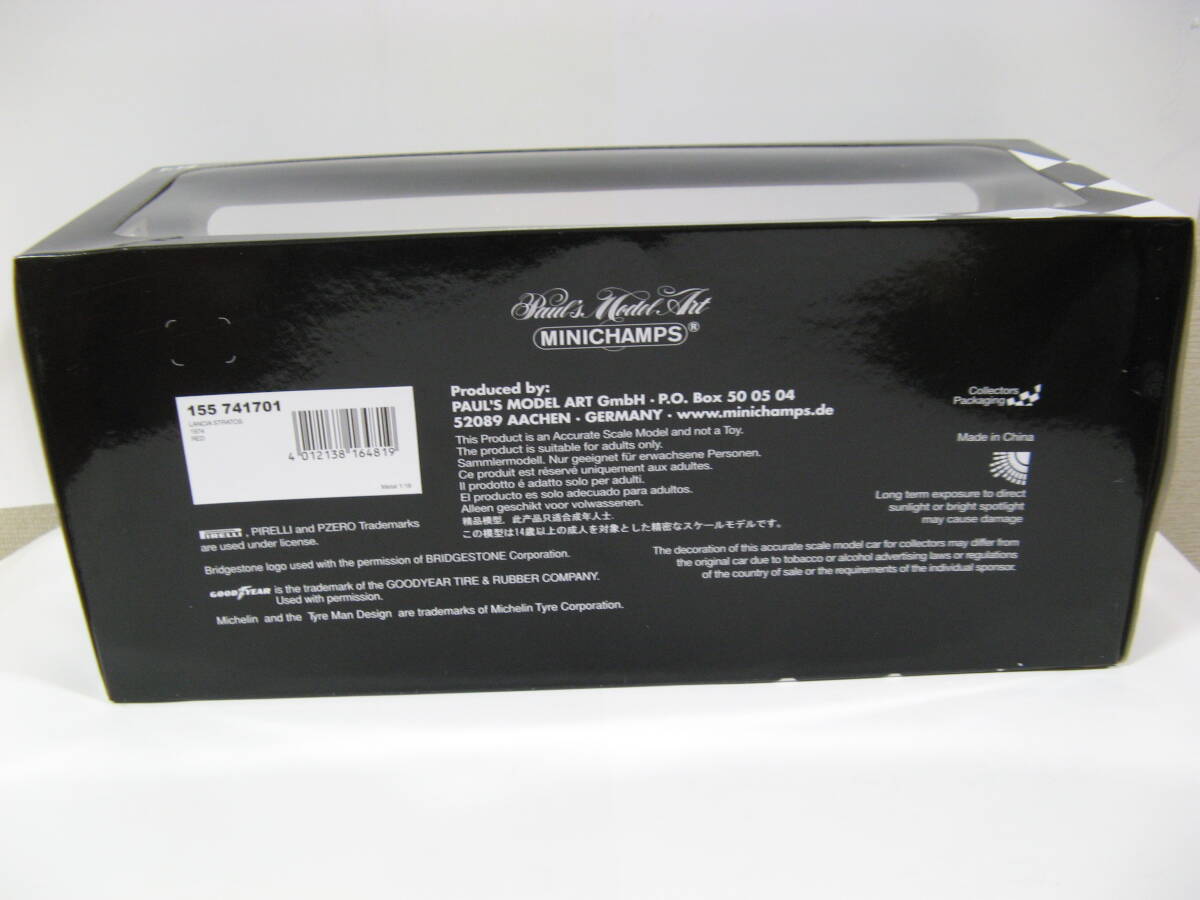 Paul's Model Art
MINICHAMPS®
155 741701
LANCIA STRATOS
1974
RED
4 012138 164819
Metal 1:18
Produced by:
PAUL'S MODEL ART GmbH · P.O. Box 50 05 04
52089 AACHEN · GERMANY · www.minichamps.de
This Product is an Accurate Scale Model and not a Toy.
The product is suitable for adults only.
Sammlermodell. Nur geeignet für erwachsene Personen.
Ce produit est réservé uniquement aux adultes.
Il prodotto é adatto solo per adulti.
El producto es solo adecuado para adultos.
Alleen geschikt voor volwassenen.
精品模型，此产品只适合成年人士.
この模型は14歳以上の成人を対象とした精密なスケールモデルです。
Collectors
Packaging
Made in China
Long term exposure to direct
sunlight or bright spotlight
may cause damage
PIRELLI, PIRELLI and PZERO Trademarks
are used under license.
Bridgestone logo used with the permission of BRIDGESTONE Corporation.
GOODYEAR is the trademark of the GOODYEAR TIRE & RUBBER COMPANY.
Used with permission.
Michelin and the Tyre Man Design are trademarks of Michelin Tyre Corporation.
The decoration of this accurate scale model car for collectors may differ from
the original car due to tobacco or alcohol advertising laws or regulations
of the country of sale or the requirements of the individual sponsor.